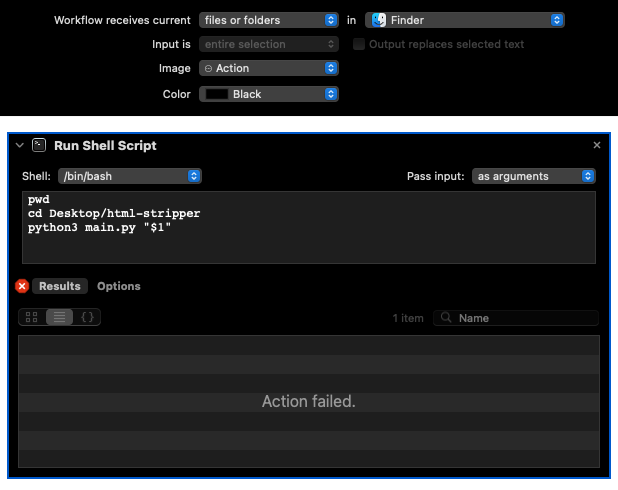 Workflow receives current files or folders in Finder
Input is entire selection Output replaces selected text
Image Action
Color Black
Run Shell Script
Shell: /bin/bash Pass input: as arguments
pwd
cd Desktop/html-stripper
python3 main.py "$1"
Results Options
1 item Name
Action failed.